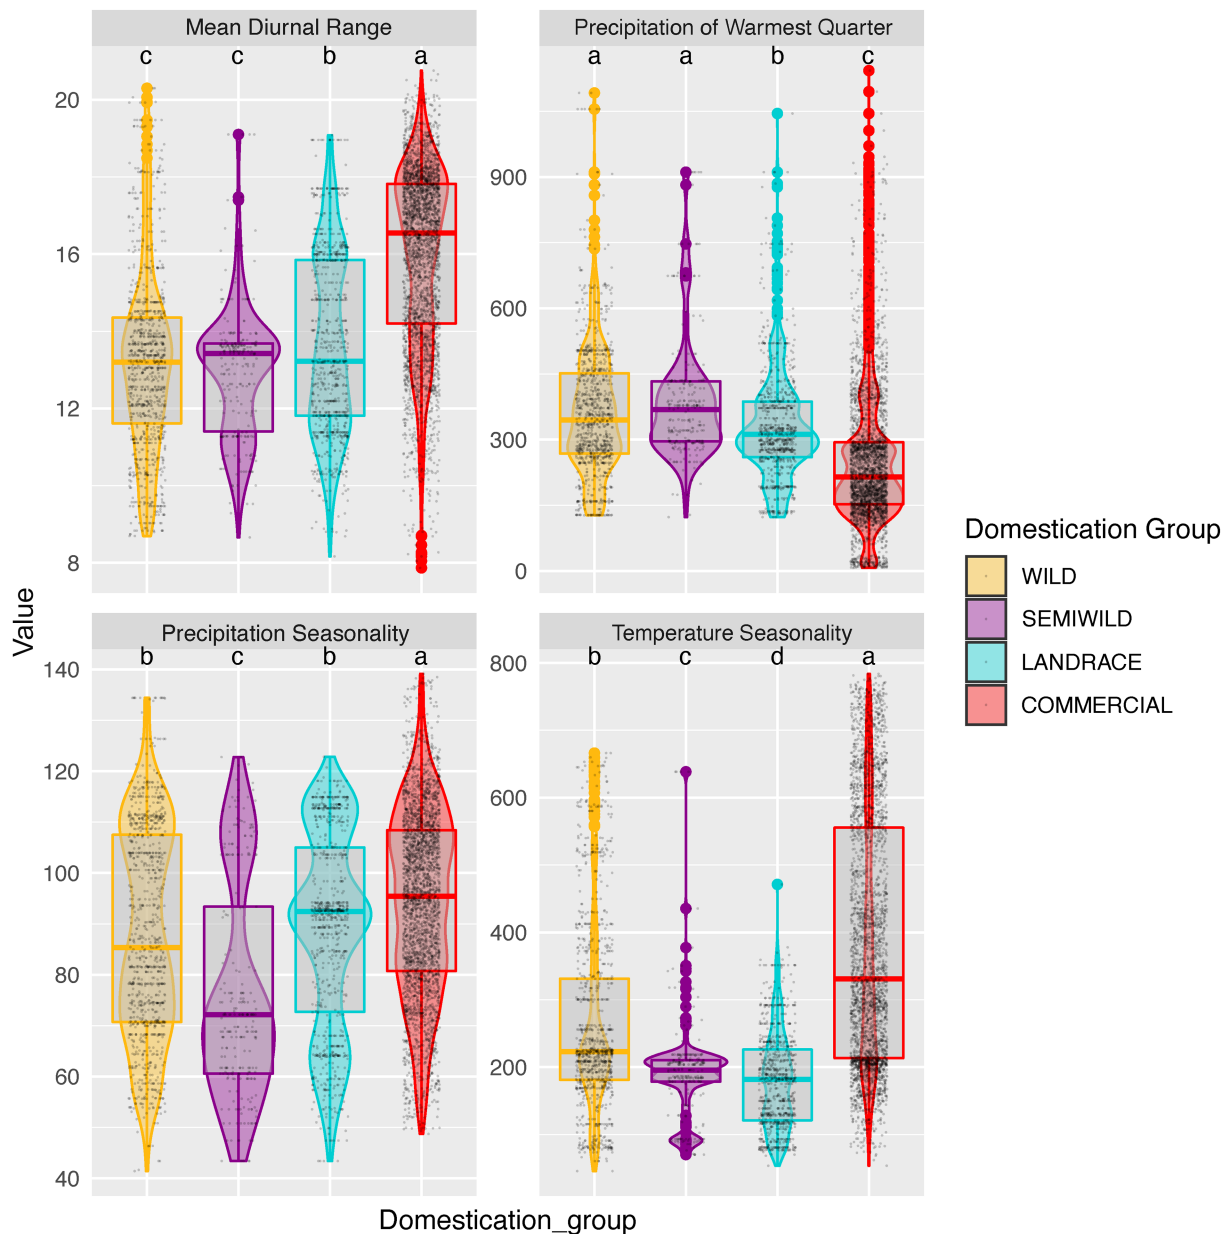 Mean Diurnal Range
c c b a
20
16
12
8
Precipitation of Warmest Quarter
a a b c
900
600
300
0
Value
Precipitation Seasonality
b c b a
140
120
100
80
60
40
Temperature Seasonality
b c d a
800
600
400
200
Domestication_group
Domestication Group
WILD
SEMIWILD
LANDRACE
COMMERCIAL